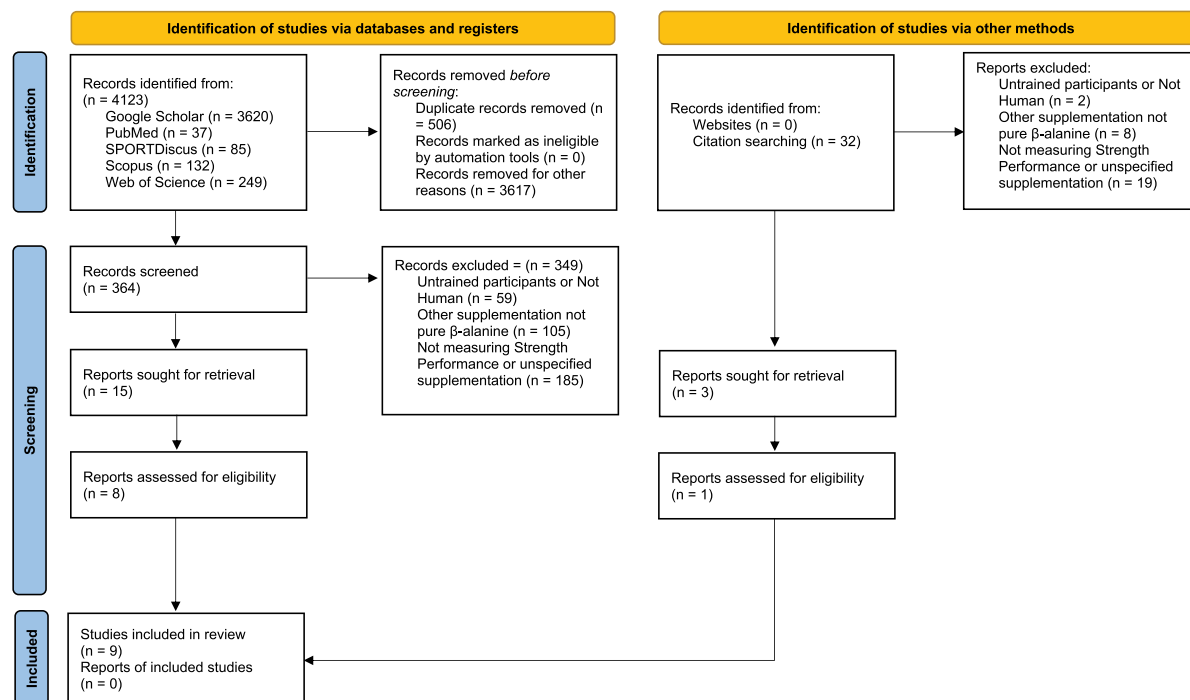 Identification of studies via databases and registers
Identification of studies via other methods
Identification
Records identified from:
(n = 4123)
Google Scholar (n = 3620)
PubMed (n = 37)
SPORTDiscus (n = 85)
Scopus (n = 132)
Web of Science (n = 249)
Records removed before
screening:
Duplicate records removed (n
= 506)
Records marked as ineligible
by automation tools (n = 0)
Records removed for other
reasons (n = 3617)
Records identified from:
Websites (n = 0)
Citation searching (n = 32)
Reports excluded:
Untrained participants or Not
Human (n = 2)
Other supplementation not
pure β-alanine (n = 8)
Not measuring Strength
Performance or unspecified
supplementation (n = 19)
Screening
Records screened
(n = 364)
Records excluded = (n = 349)
Untrained participants or Not
Human (n = 59)
Other supplementation not
pure β-alanine (n = 105)
Not measuring Strength
Performance or unspecified
supplementation (n = 185)
Reports sought for retrieval
(n = 15)
Reports sought for retrieval
(n = 3)
Reports assessed for eligibility
(n = 8)
Reports assessed for eligibility
(n = 1)
Included
Studies included in review
(n = 9)
Reports of included studies
(n = 0)